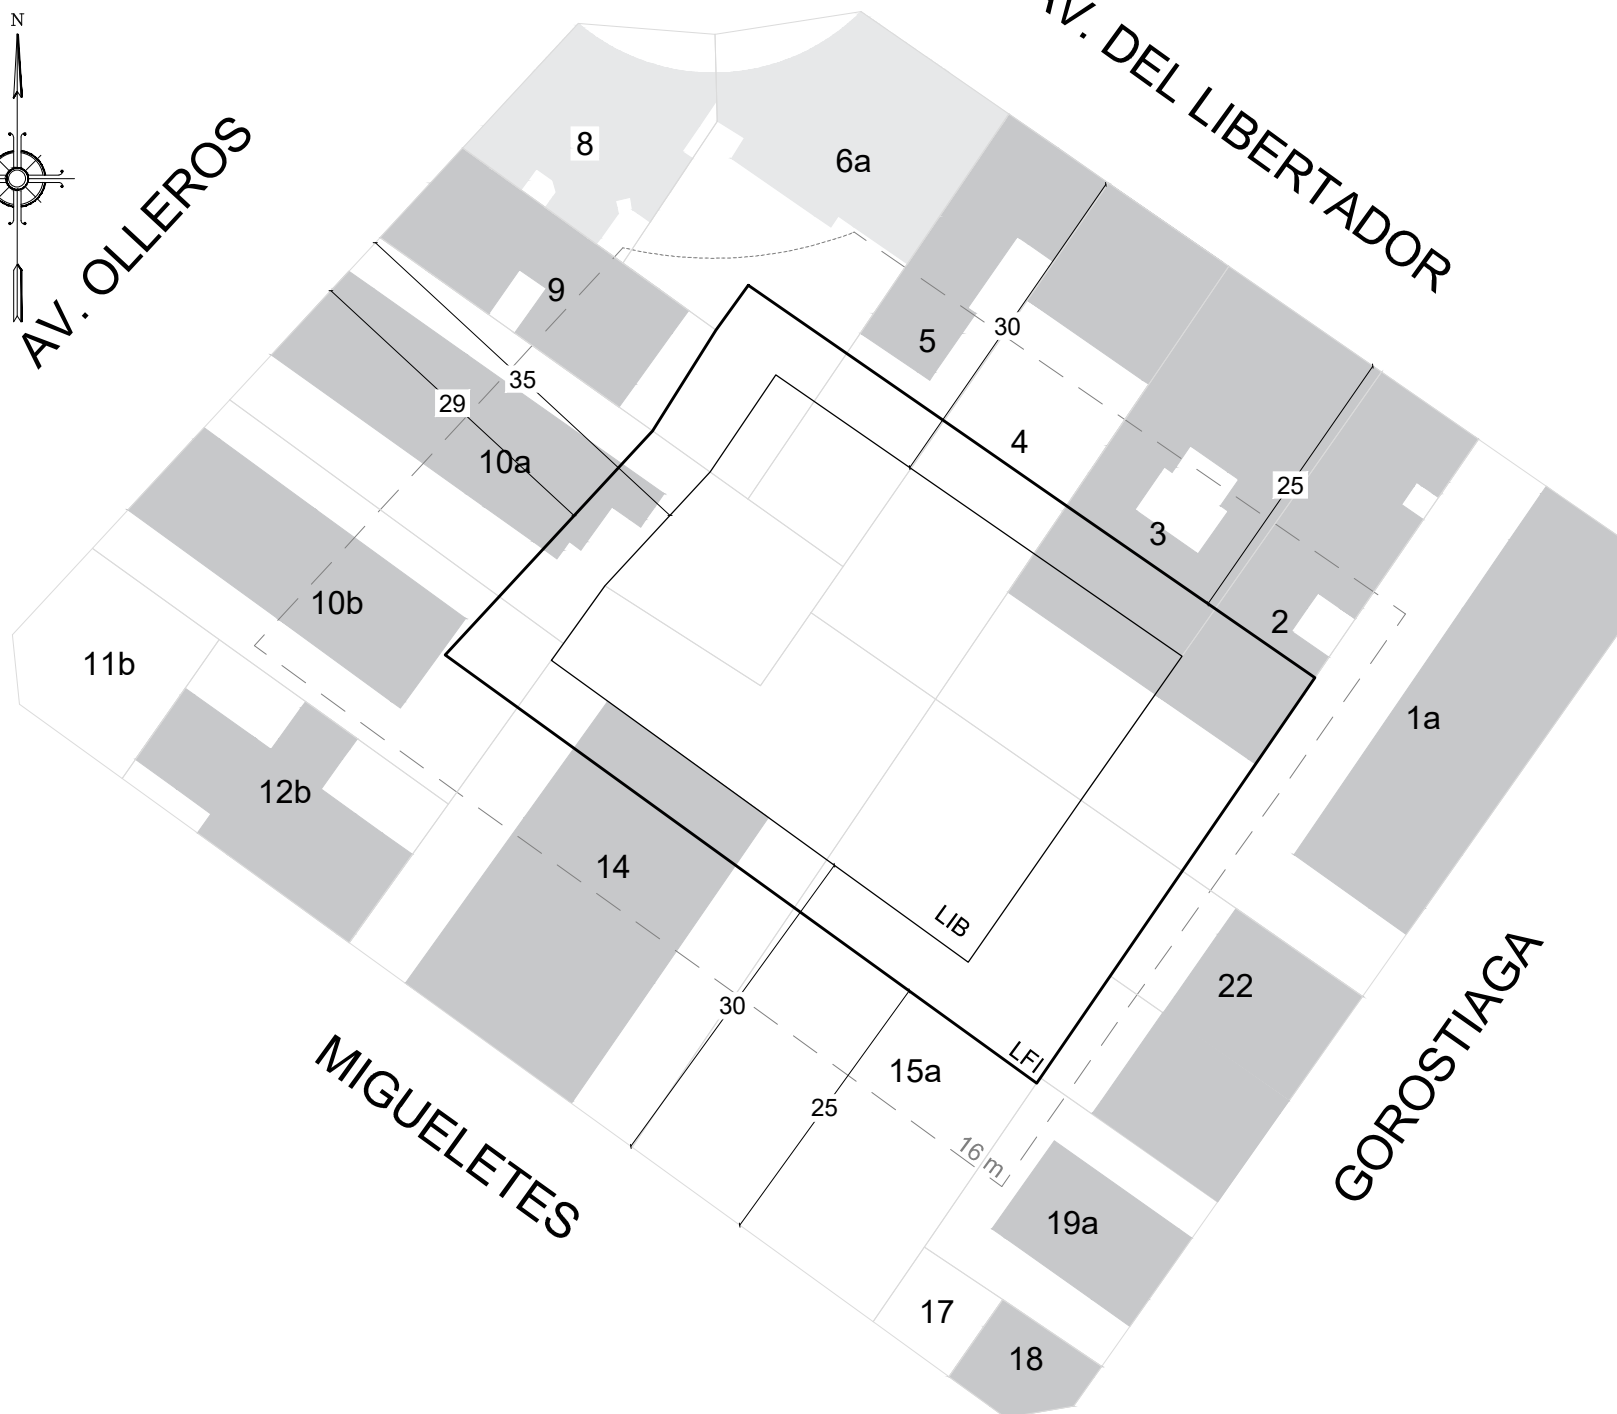 N
AV. DEL LIBERTADOR
AV. OLLEROS
8
6a
9
5
30
4
35
29
10a
25
3
2
10b
11b
1a
12b
14
LIB
22
30
LFI
15a
25
16 m
MIGUELETES
GOROSTIAGA
19a
17
18